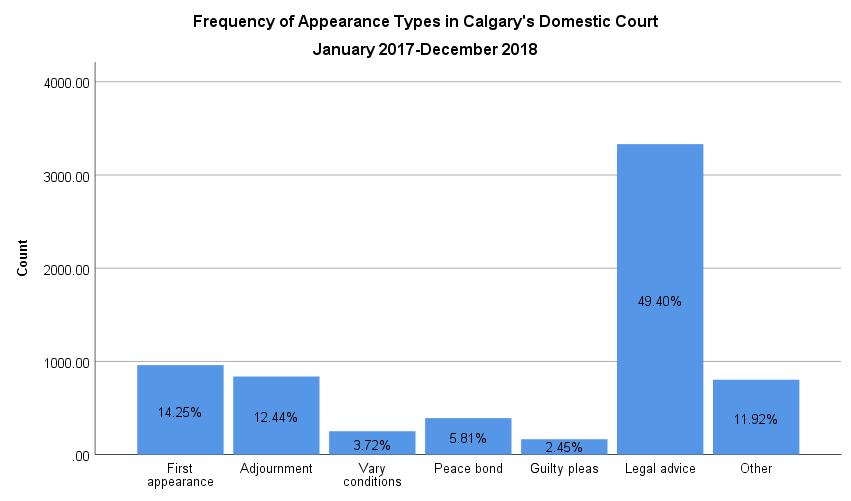 Frequency of Appearance Types in Calgary's Domestic Court
January 2017-December 2018
4000.00
3000.00
2000.00
1000.00
.00
Count
14.25%
12.44%
3.72%
5.81%
2.45%
49.40%
11.92%
First
appearance
Adjournment
Vary
conditions
Peace bond
Guilty pleas
Legal advice
Other